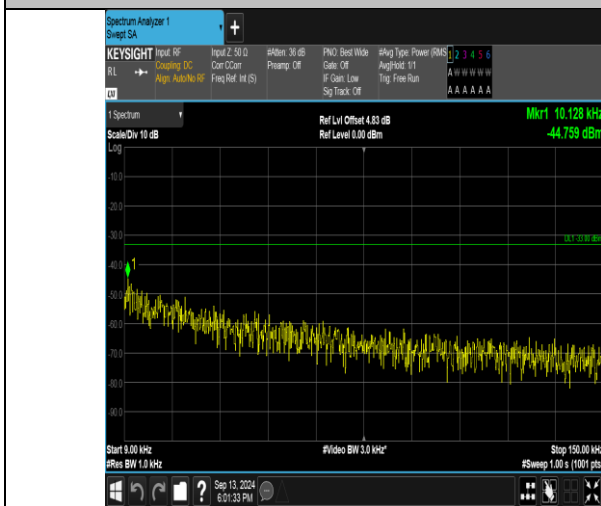 Spectrum Analyzer 1
Swept SA
+
KEYSIGHT
RL
Input: RF
Coupling: DC
Align: Auto/No RF
Input Z: 50 Ω
Corr CCorr
Freq Ref: Int (S)
#Atten: 36 dB
Preamp: Off
PNO: Best Wide
Gate: Off
IF Gain: Low
Sig Track: Off
#Avg Type: Power (RMS
Avg|Hold: 1/1
Trig: Free Run
1 2 3 4 5 6
A W W W W W
A A A A A A
1 Spectrum
Scale/Div 10 dB
Log
Ref Lvl Offset 4.83 dB
Ref Level 0.00 dBm
Mkr1 10.128 kHz
-44.759 dBm
-10.0
-20.0
-30.0
-40.0
-50.0
-60.0
-70.0
-80.0
-90.0
DL1 -33.00 dBm
1
Start 9.00 kHz
#Res BW 1.0 kHz
#Video BW 3.0 kHz*
Stop 150.00 kHz
#Sweep 1.00 s (1001 pts
?
Sep 13, 2024
6:01:33 PM